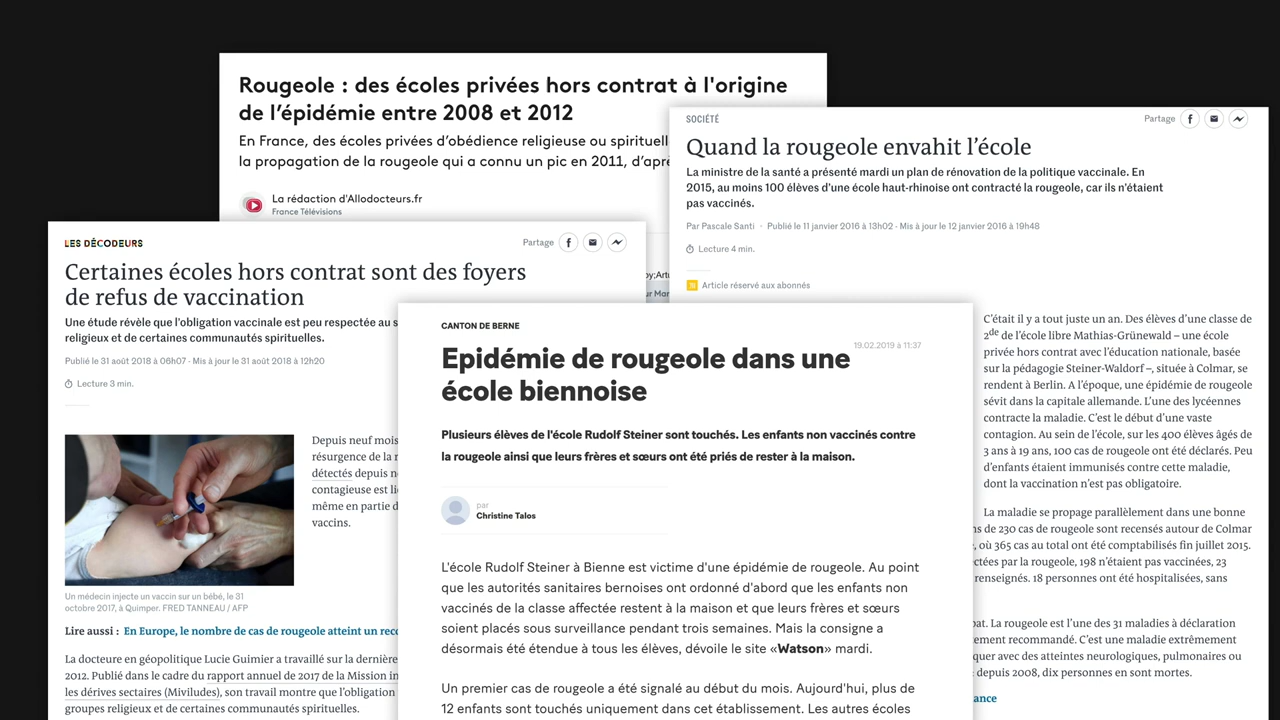 Rougeole : des écoles privées hors contrat à l'origine
de l’épidémie entre 2008 et 2012
En France, des écoles privées d’obédience religieuse ou
la propagation de la rougeole qui a connu un pic en 2011,
La rédaction d'Allodocteurs.fr
France Télévisions
SOCIÉTÉ
Partage
Quand la rougeole envahit l’école
La ministre de la santé a présenté mardi un plan de rénovation de la politique vaccinale. En
2015, au moins 100 élèves d'une école haut-rhinoise ont contracté la rougeole, car ils n'étaient
pas vaccinés.
Par Pascale Santi · Publié le 11 janvier 2016 à 13h02 - Mis à jour le 12 janvier 2016 à 19h48
Lecture 4 min.
Article réservé aux abonnés
C’était il y a tout juste un an. Des élèves d’une classe de
2de de l’école libre Mathias-Grünewald – une école
privée hors contrat avec l’éducation nationale, basée
sur la pédagogie Steiner-Waldorf –, située à Colmar, se
rendent à Berlin. A l’époque, une épidémie de rougeole
sévit dans la capitale allemande. L’une des lycéennes
contracte la maladie. C’est le début d’une vaste
contagion. Au sein de l’école, sur les 400 élèves âgés de
3 ans à 19 ans, 100 cas de rougeole ont été déclarés. Peu
d’enfants étaient immunisés contre cette maladie,
dont la vaccination n’est pas obligatoire.
La maladie se propage parallèlement dans une bonne
de 230 cas de rougeole sont recensés autour de Colmar
où 365 cas au total ont été comptabilisés fin juillet 2015.
par la rougeole, 198 n’étaient pas vaccinées, 23
renseignés. 18 personnes ont été hospitalisées, sans
La rougeole est l’une des 31 maladies à déclaration
recommandé. C’est une maladie extrêmement
avec des atteintes neurologiques, pulmonaires ou
depuis 2008, dix personnes en sont mortes.
LES DÉCODEURS
Partage
Certaines écoles hors contrat sont des foyers
de refus de vaccination
Une étude révèle que l'obligation vaccinale est peu respectée au
religieux et de certaines communautés spirituelles.
Publié le 31 août 2018 à 06h07 - Mis à jour le 31 août 2018 à 12h20
Lecture 3 min.
Depuis neuf mois
résurgence de la
détectés depuis
contagieuse est
même en partie
vaccins.
Un médecin injecte un vaccin sur un bébé, le 31
octobre 2017, à Quimper. FRED TANNEAU / AFP
Lire aussi : En Europe, le nombre de cas de rougeole atteint un
La docteure en géopolitique Lucie Guimier a travaillé sur la dernière
2012. Publié dans le cadre du rapport annuel de 2017 de la Mission
les dérives sectaires (Miviludes), son travail montre que l’obligation
groupes religieux et de certaines communautés spirituelles.
CANTON DE BERNE
19.02.2019 à 11:37
Epidémie de rougeole dans une
école biennoise
Plusieurs élèves de l'école Rudolf Steiner sont touchés. Les enfants non vaccinés contre
la rougeole ainsi que leurs frères et sœurs ont été priés de rester à la maison.
par
Christine Talos
L'école Rudolf Steiner à Bienne est victime d'une épidémie de rougeole. Au point
que les autorités sanitaires bernoises ont ordonné d'abord que les enfants non
vaccinés de la classe affectée restent à la maison et que leurs frères et sœurs
soient placés sous surveillance pendant trois semaines. Mais la consigne a
désormais été étendue à tous les élèves, dévoile le site «Watson» mardi.
Un premier cas de rougeole a été signalé au début du mois. Aujourd'hui, plus de
12 enfants sont touchés uniquement dans cet établissement. Les autres écoles